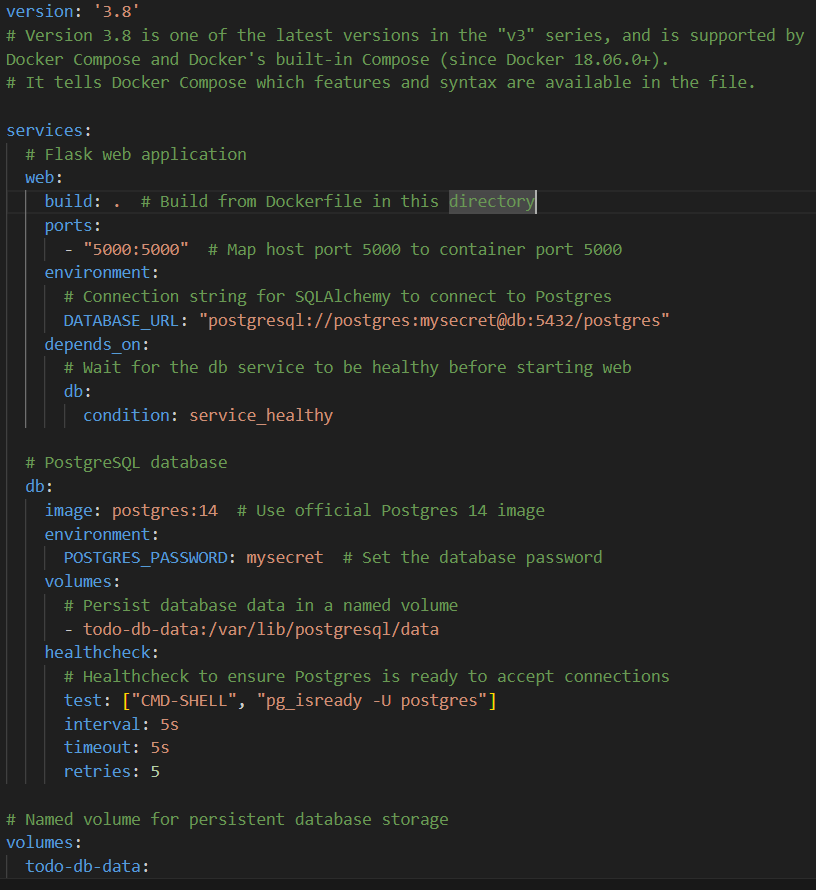 version: '3.8'
# Version 3.8 is one of the latest versions in the "v3" series, and is supported by
Docker Compose and Docker's built-in Compose (since Docker 18.06.0+).
# It tells Docker Compose which features and syntax are available in the file.

services:
  # Flask web application
  web:
    build: .  # Build from Dockerfile in this directory
    ports:
      - "5000:5000"  # Map host port 5000 to container port 5000
    environment:
      # Connection string for SQLAlchemy to connect to Postgres
      DATABASE_URL: "postgresql://postgres:mysecret@db:5432/postgres"
    depends_on:
      # Wait for the db service to be healthy before starting web
      db:
        condition: service_healthy

  # PostgreSQL database
  db:
    image: postgres:14  # Use official Postgres 14 image
    environment:
      POSTGRES_PASSWORD: mysecret  # Set the database password
    volumes:
      # Persist database data in a named volume
      - todo-db-data:/var/lib/postgresql/data
    healthcheck:
      # Healthcheck to ensure Postgres is ready to accept connections
      test: ["CMD-SHELL", "pg_isready -U postgres"]
      interval: 5s
      timeout: 5s
      retries: 5

# Named volume for persistent database storage
volumes:
  todo-db-data: